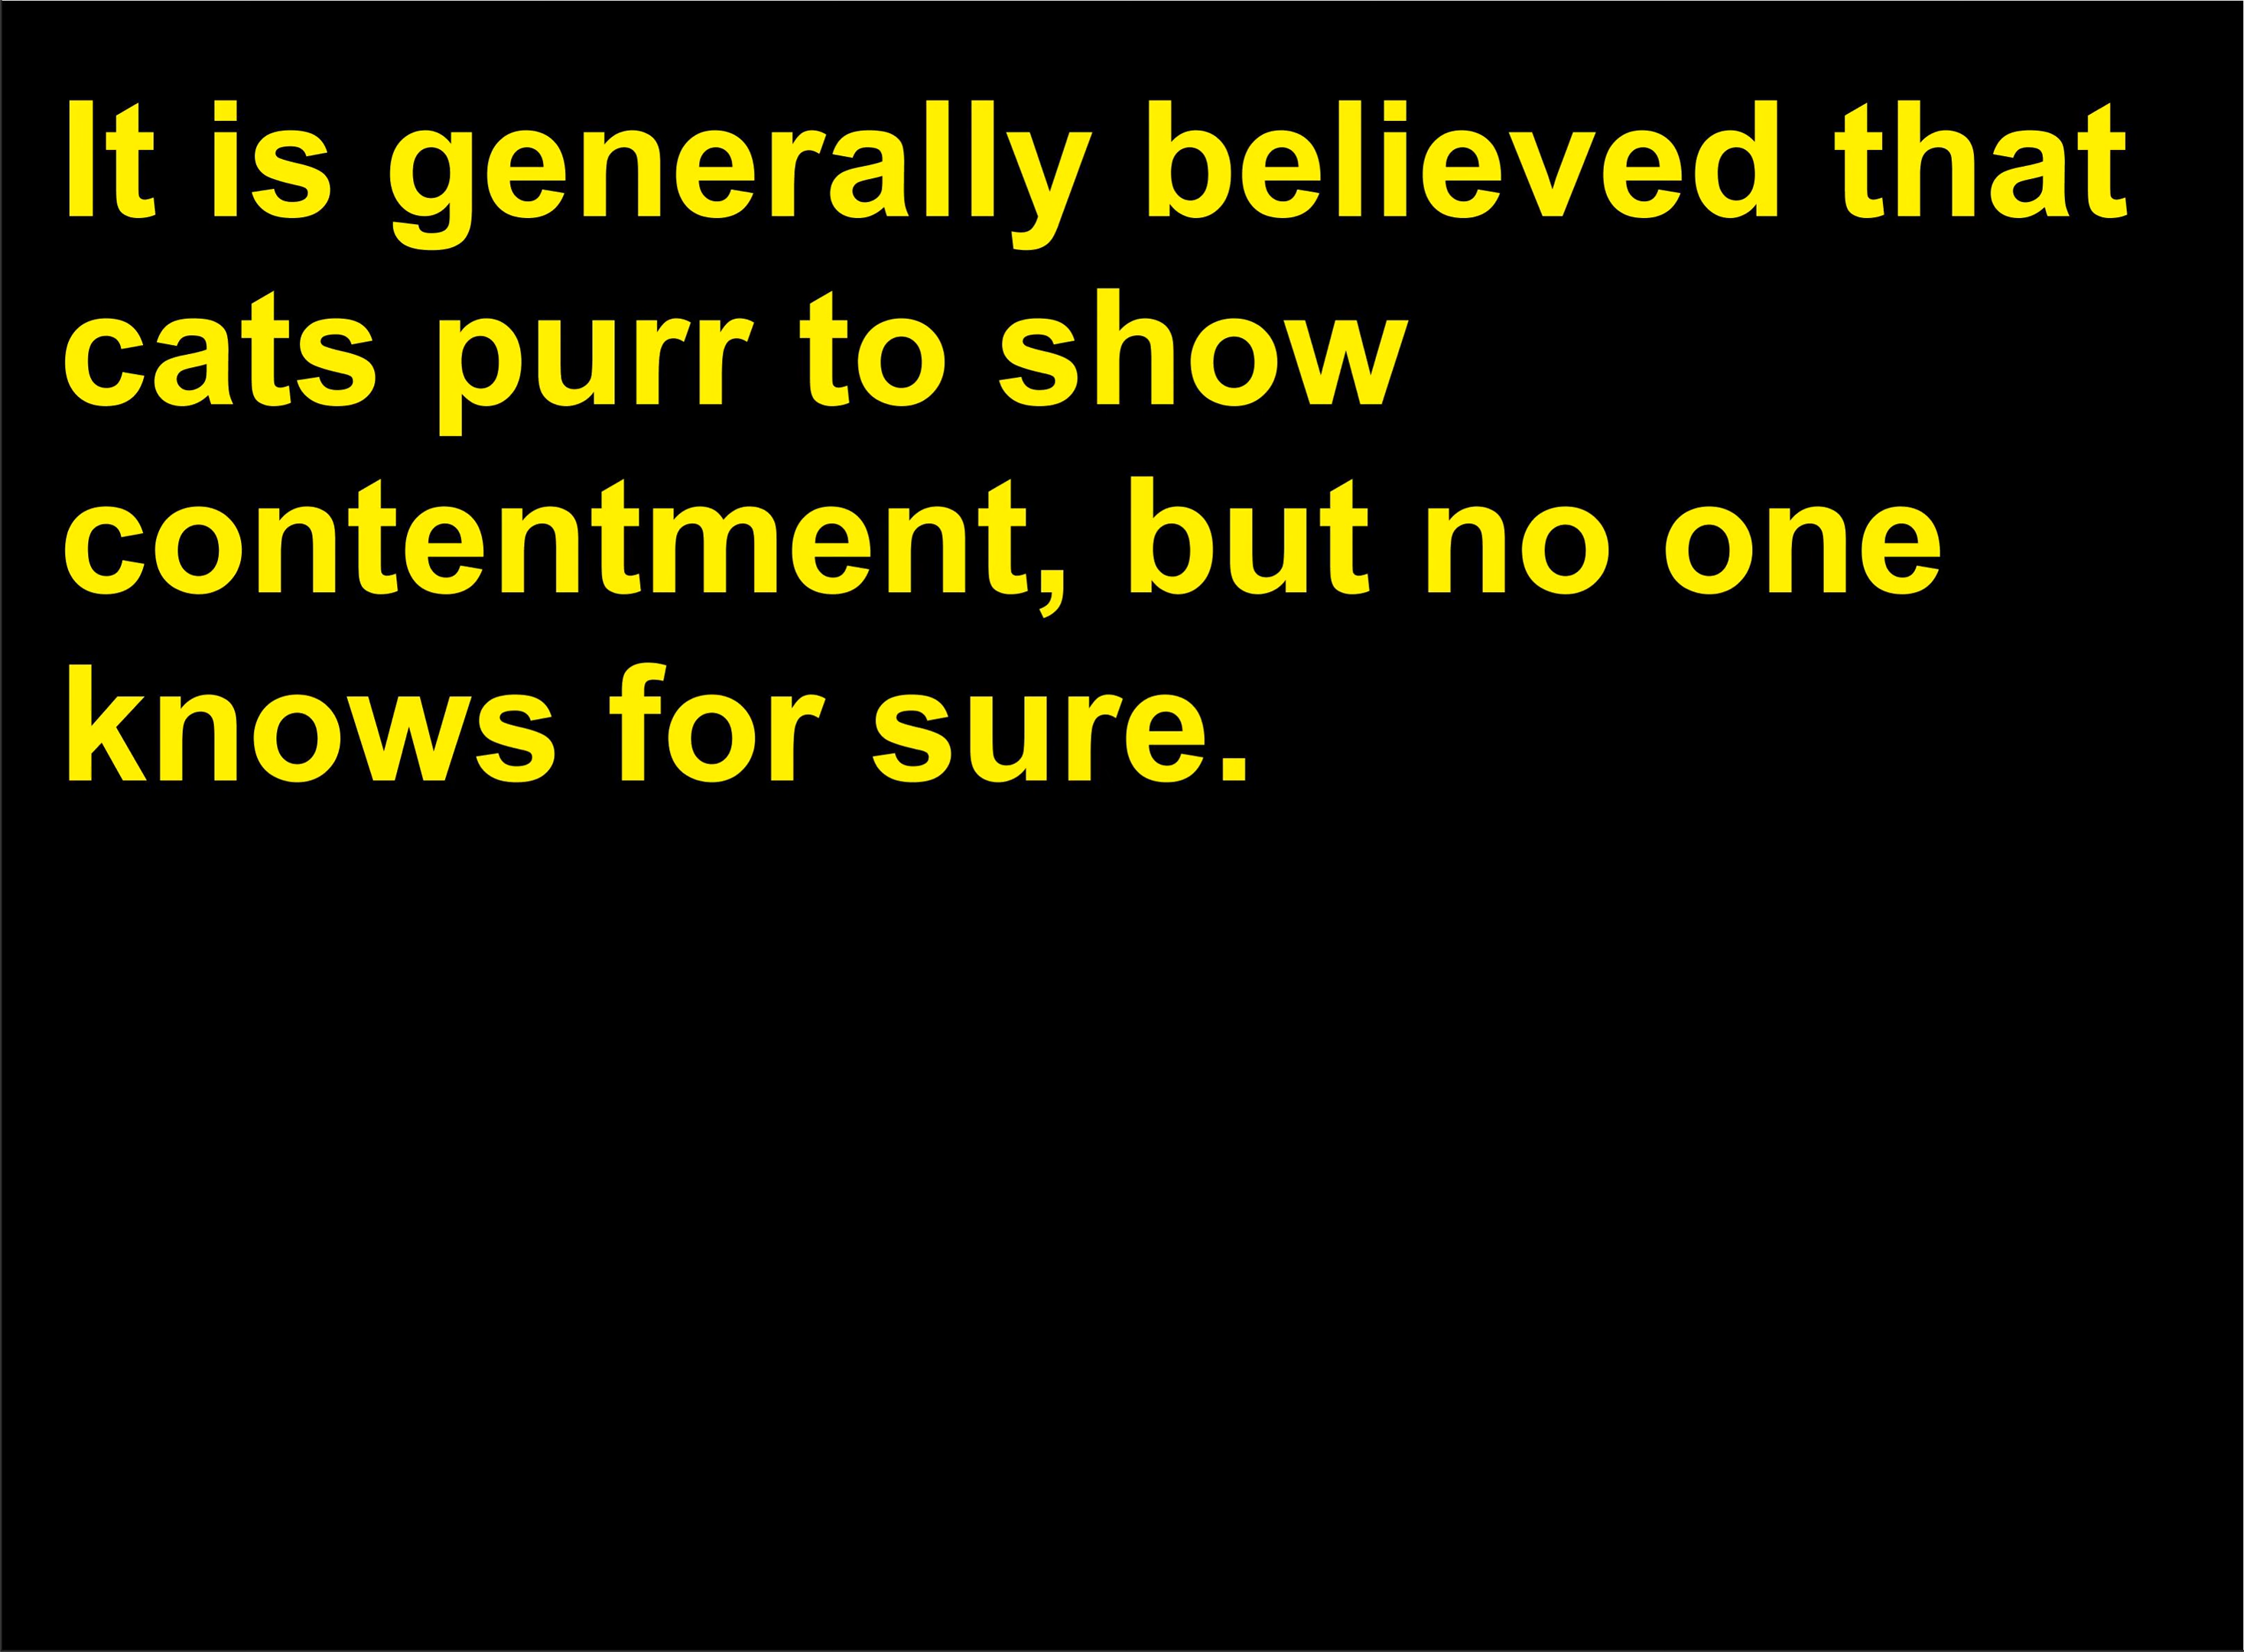 It is generally believed that
cats purr to show
contentment, but no one
knows for sure.